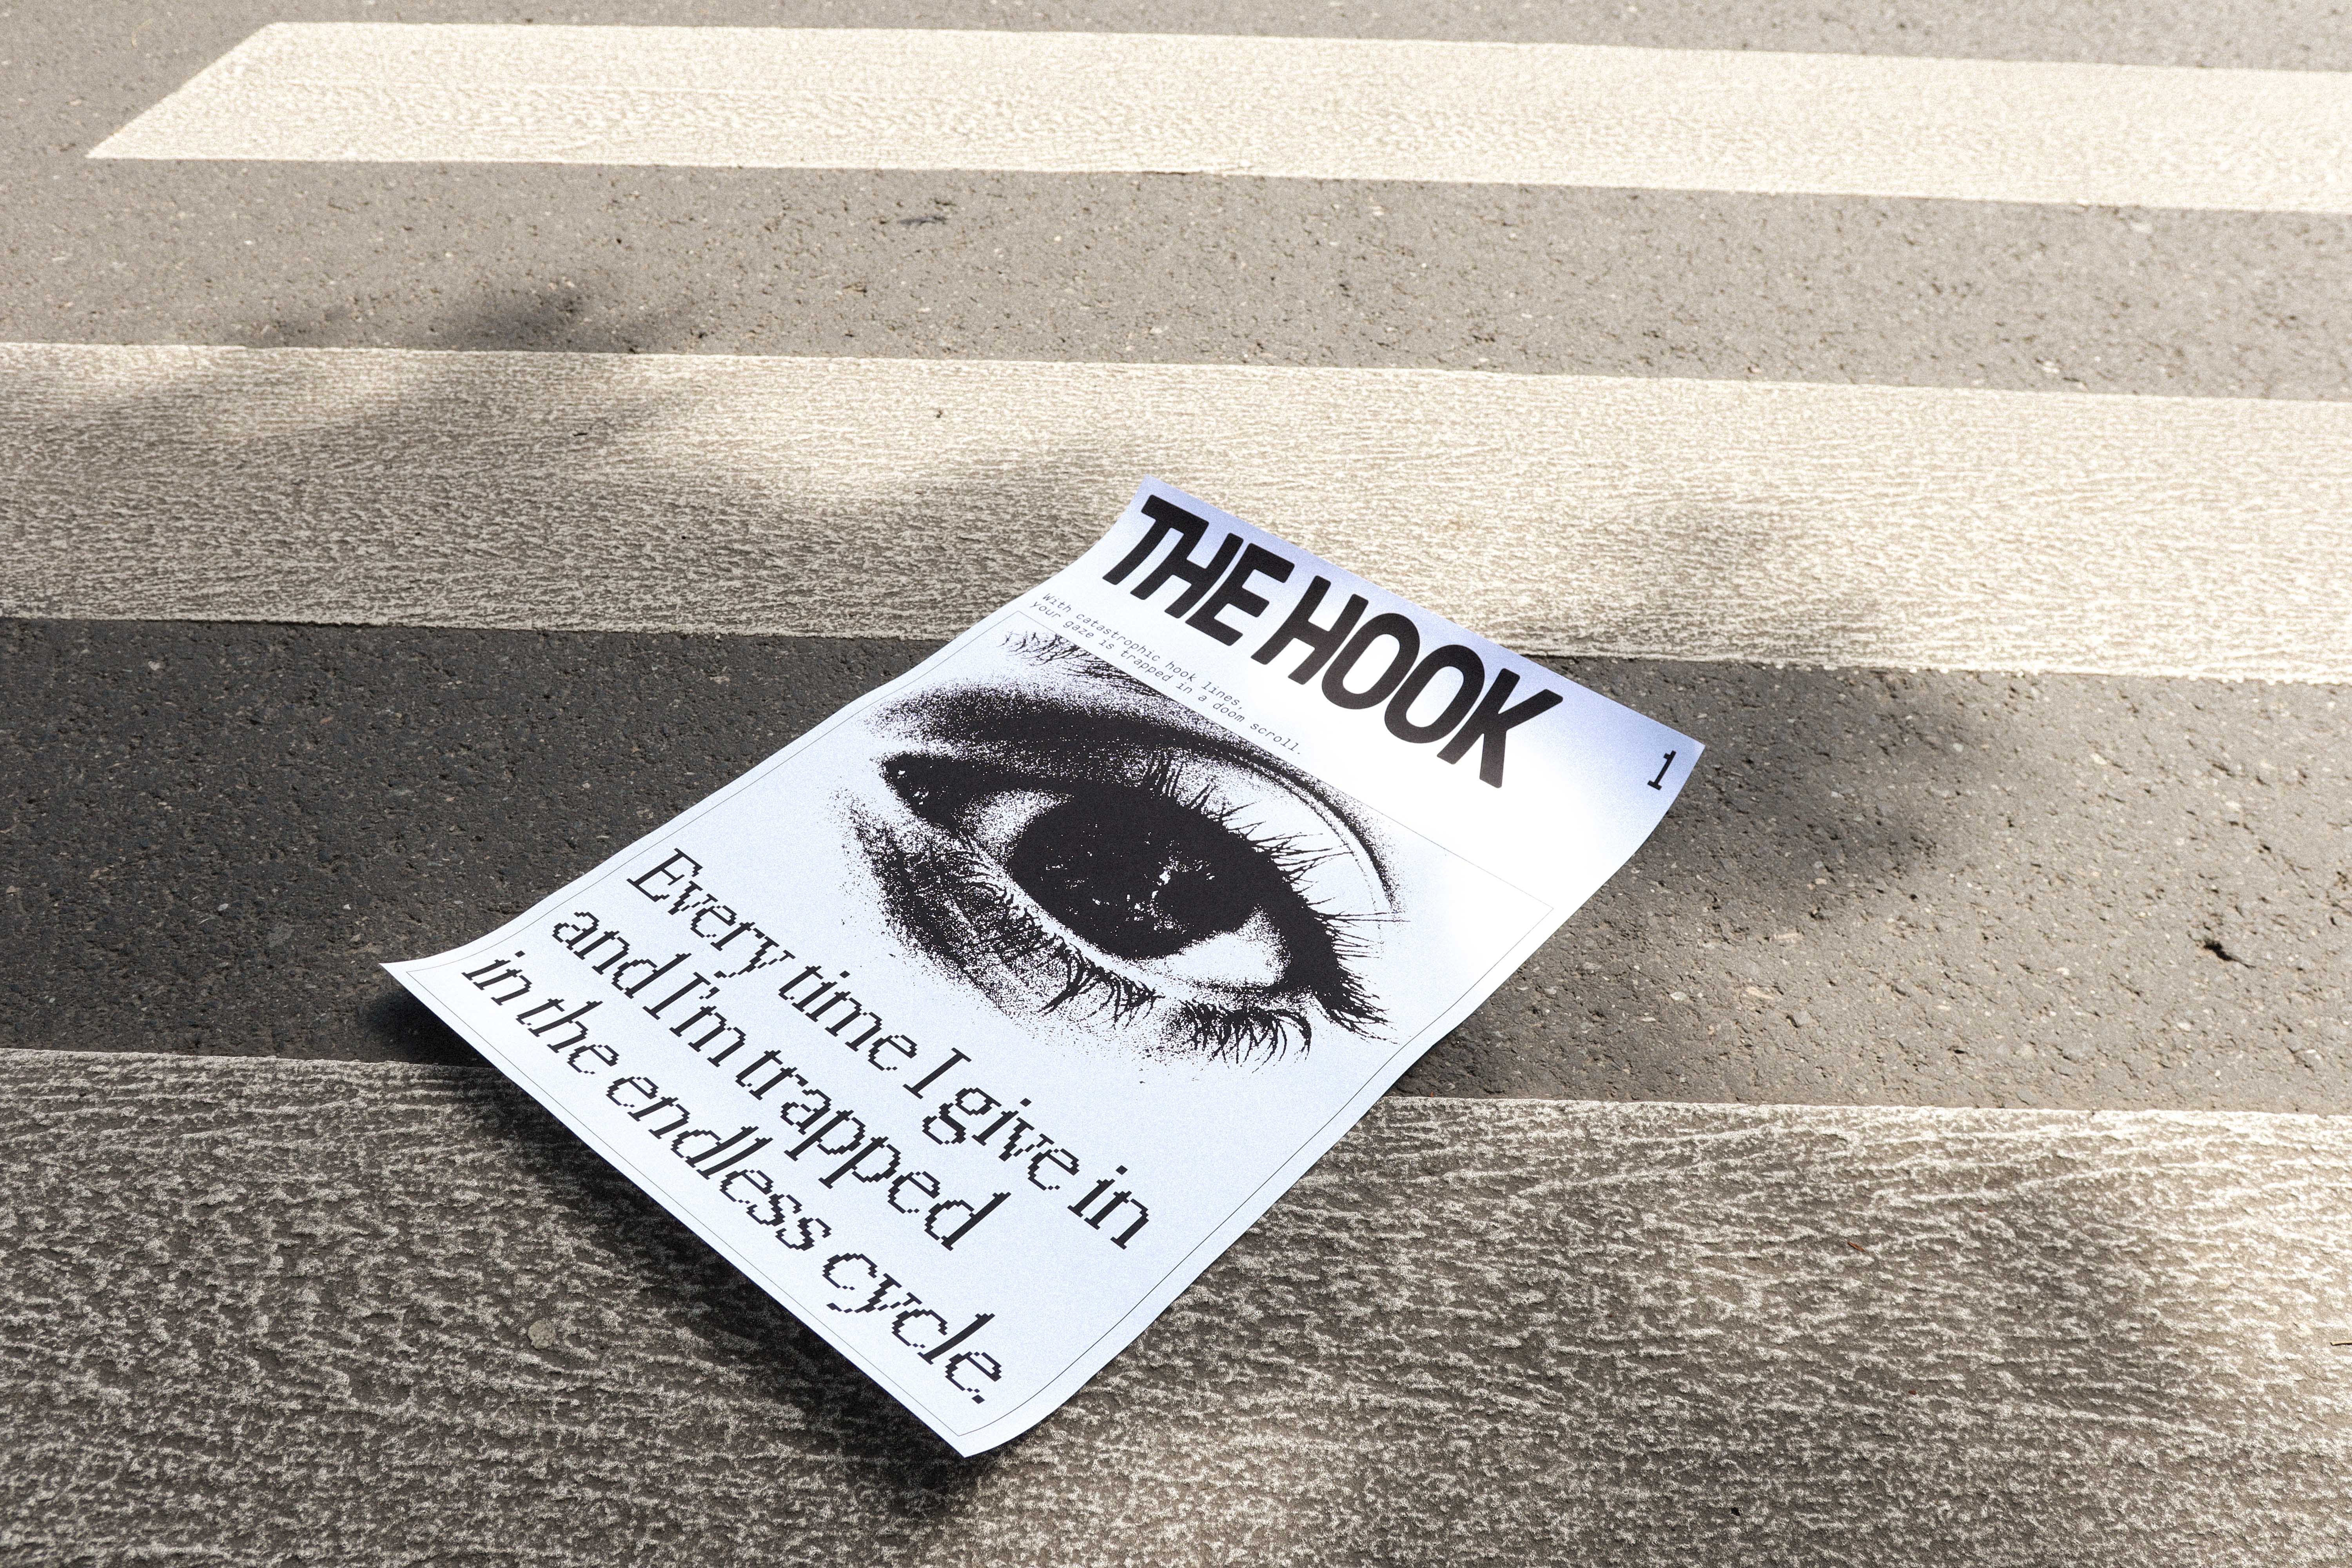 THE HOOK
1
With catastrophic hook lines,
your gaze is trapped in a doom scroll.
Every time I give in
and I'm trapped
in the endless cycle.